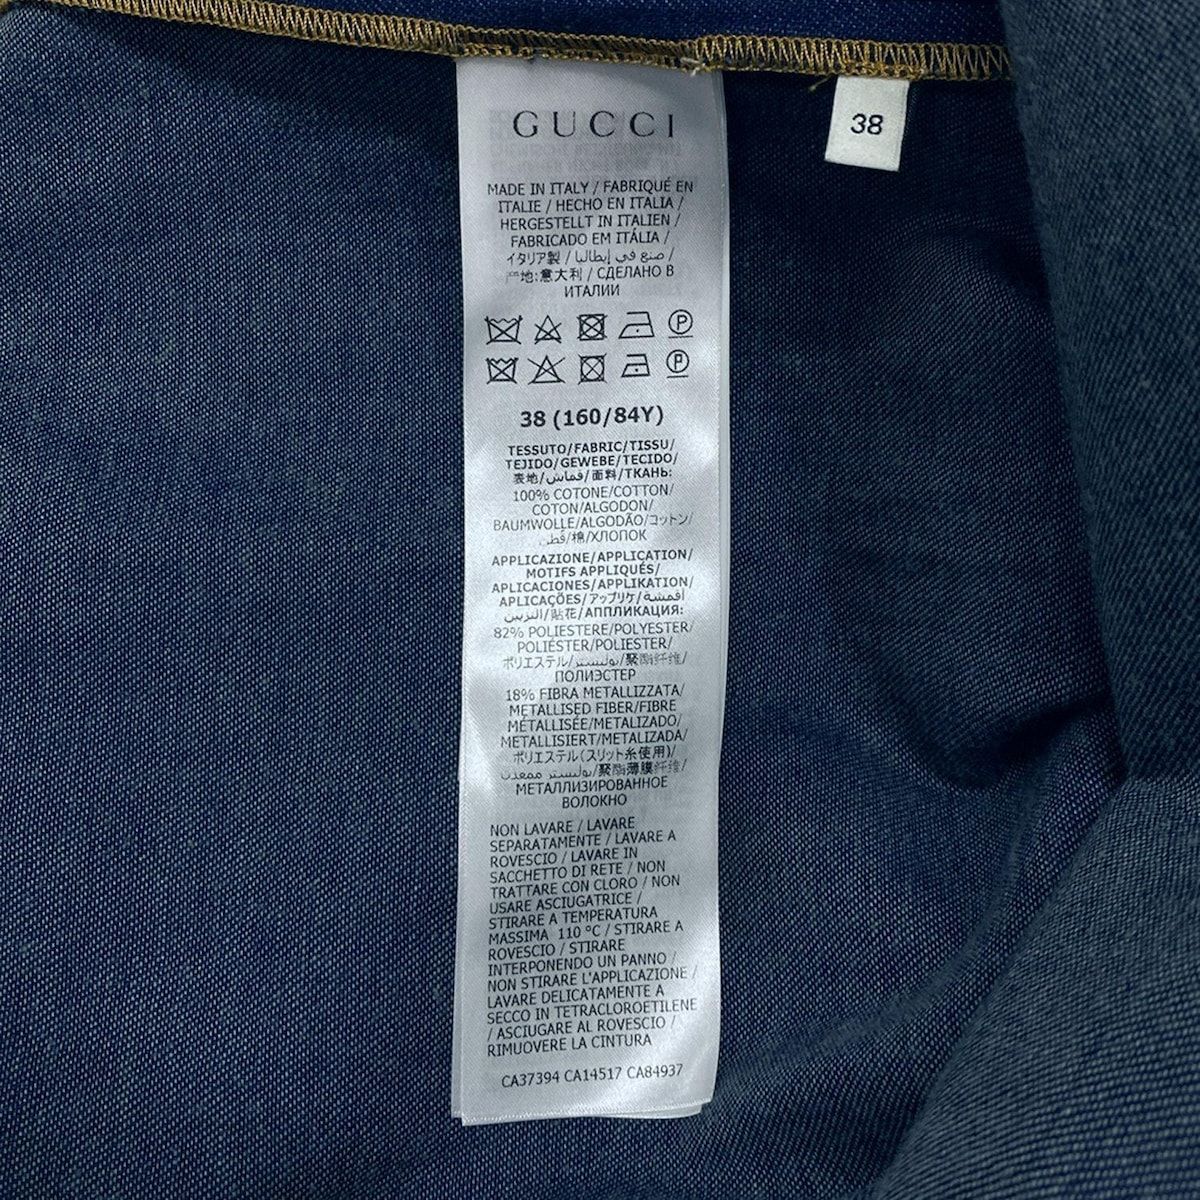 GUCCI
38
MADE IN ITALY / FABRIQUÉ EN
ITALIE / HECHO EN ITALIA /
HERGESTELLT IN ITALIEN /
FABRICADO EM ITÁLIA /
イタリア製 / صنع في إيطاليا /
地:意大利 / СДЕЛАНО В
ИТАЛИИ
P
P
38 (160/84Y)
TESSUTO/FABRIC/TISSU/
TEJIDO/GEWEBE/TECIDO/
表地/قماش/面料/ТКАНЬ:
100% COTONE/COTTON/
COTON/ALGODON/
BAUMWOLLE/ALGODÃO/コットン/
قطن/棉/ХЛОПОК
APPLICAZIONE/APPLICATION/
MOTIFS APPLIQUÉS/
APLICACIONES/APPLIKATION/
APLICAÇÕES/アップリケ/أقمشة
التزيين/貼花/АППЛИКАЦИЯ:
82% POLIESTERE/POLYESTER/
POLIÉSTER/POLIESTER/
ポリエステル/بوليستر/聚酯纤维/
ПОЛИЭСТЕР
18% FIBRA METALLIZZATA/
METALLISED FIBER/FIBRE
MÉTALLISÉE/METALIZADO/
METALLISIERT/METALIZADA/
ポリエステル(スリット糸使用)/
بوليستر ممعدن/聚酯薄膜纤维/
МЕТАЛЛИЗИРОВАННОЕ
ВОЛОКНО
NON LAVARE / LAVARE
SEPARATAMENTE / LAVARE A
ROVESCIO / LAVARE IN
SACCHETTO DI RETE / NON
TRATTARE CON CLORO / NON
USARE ASCIUGATRICE /
STIRARE A TEMPERATURA
MASSIMA 110 °C / STIRARE A
ROVESCIO / STIRARE
INTERPONENDO UN PANNO /
NON STIRARE L'APPLICAZIONE /
LAVARE DELICATAMENTE A
SECCO IN TETRACLOROETILENE
/ ASCIUGARE AL ROVESCIO /
RIMUOVERE LA CINTURA
CA37394 CA14517 CA84937